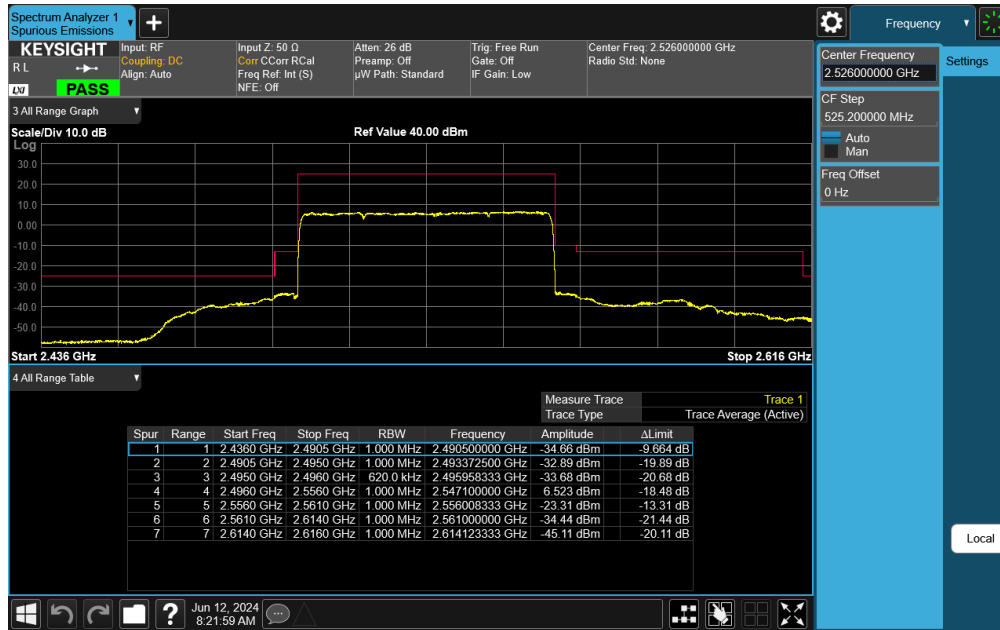 Spectrum Analyzer 1
Spurious Emissions
Frequency
KEYSIGHT
R L
LXI
PASS
Input: RF
Coupling: DC
Align: Auto
Input Z: 50 Ω
Corr CCorr RCal
Freq Ref: Int (S)
NFE: Off
Atten: 26 dB
Preamp: Off
µW Path: Standard
Trig: Free Run
Gate: Off
IF Gain: Low
Center Freq: 2.526000000 GHz
Radio Std: None
Center Frequency
2.526000000 GHz
Settings
CF Step
525.200000 MHz
Auto
Man
Freq Offset
0 Hz
3 All Range Graph
Scale/Div 10.0 dB
Ref Value 40.00 dBm
Log
30.0
20.0
10.0
0.00
-10.0
-20.0
-30.0
-40.0
-50.0
Start 2.436 GHz
Stop 2.616 GHz
4 All Range Table
Measure Trace Trace 1
Trace Type Trace Average (Active)
Spur Range Start Freq Stop Freq RBW Frequency Amplitude ΔLimit
1 1 2.4360 GHz 2.4905 GHz 1.000 MHz 2.490500000 GHz -34.66 dBm -9.664 dB
2 2 2.4905 GHz 2.4950 GHz 1.000 MHz 2.493372500 GHz -32.89 dBm -19.89 dB
3 3 2.4950 GHz 2.4960 GHz 620.0 kHz 2.495958333 GHz -33.68 dBm -20.68 dB
4 4 2.4960 GHz 2.5560 GHz 1.000 MHz 2.547100000 GHz 6.523 dBm -18.48 dB
5 5 2.5560 GHz 2.5610 GHz 1.000 MHz 2.556008333 GHz -23.31 dBm -13.31 dB
6 6 2.5610 GHz 2.6140 GHz 1.000 MHz 2.561000000 GHz -34.44 dBm -21.44 dB
7 7 2.6140 GHz 2.6160 GHz 1.000 MHz 2.614123333 GHz -45.11 dBm -20.11 dB
Local
Jun 12, 2024
8:21:59 AM